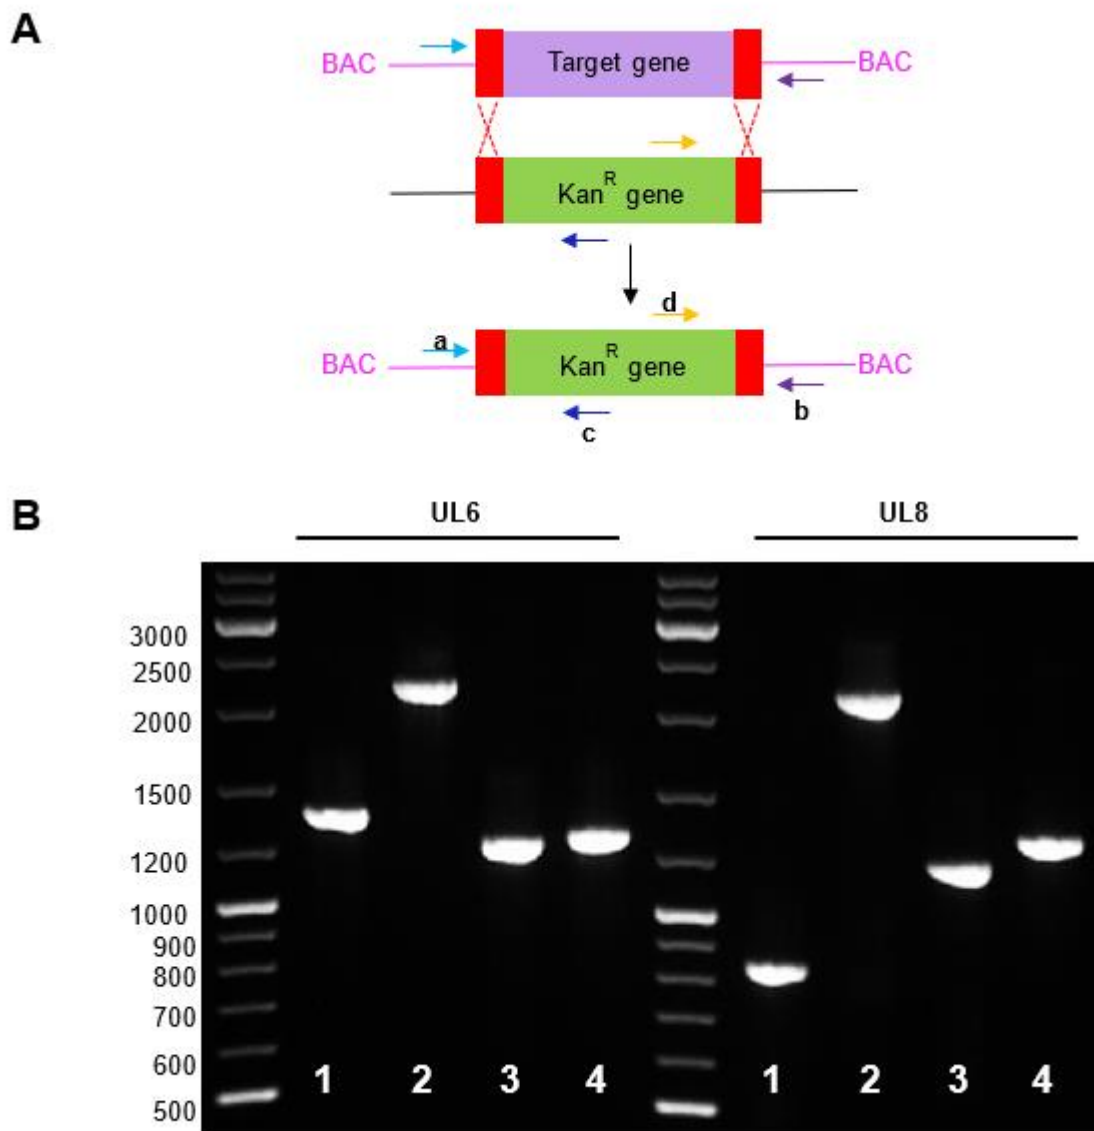 A
BAC Target gene BAC
Kan^R gene
d
a
BAC Kan^R gene BAC
b
c
B
UL6 UL8
3000
2500
2000
1500
1200
1000
900
800
700
600
500
1 2 3 4 1 2 3 4